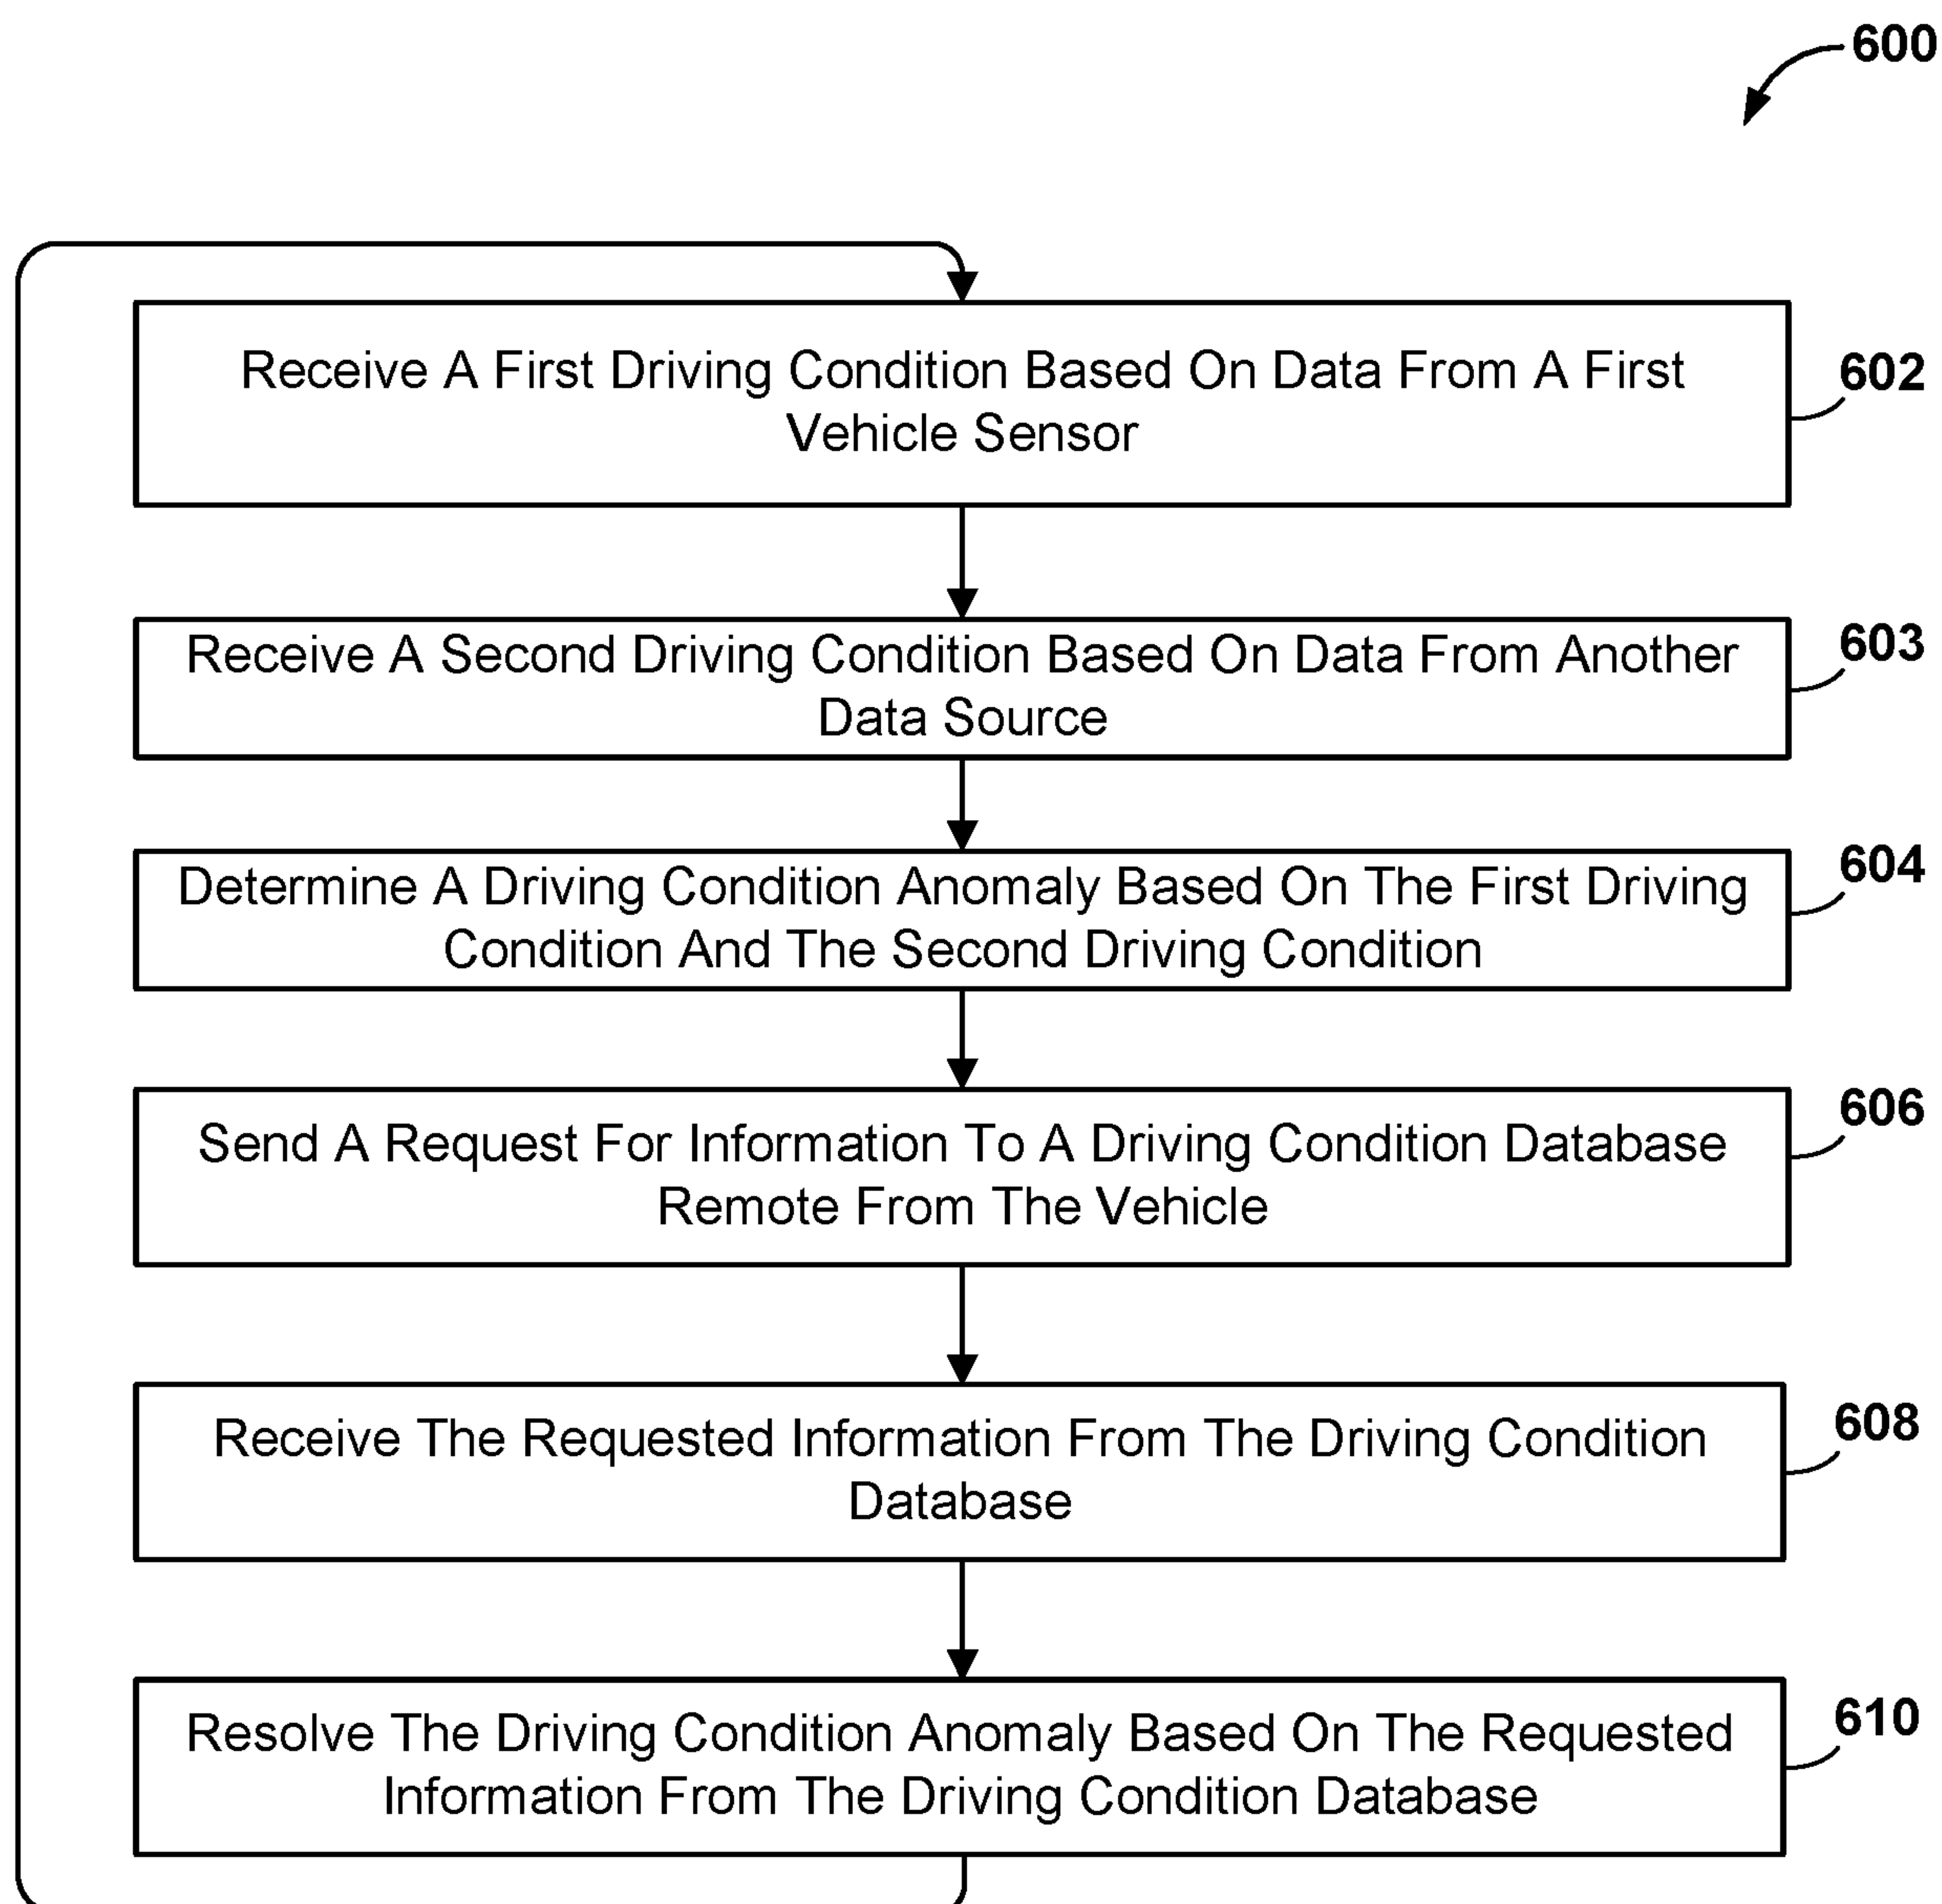 600
Receive A First Driving Condition Based On Data From A First
Vehicle Sensor
602
Receive A Second Driving Condition Based On Data From Another
Data Source
603
Determine A Driving Condition Anomaly Based On The First Driving
Condition And The Second Driving Condition
604
Send A Request For Information To A Driving Condition Database
Remote From The Vehicle
606
Receive The Requested Information From The Driving Condition
Database
608
Resolve The Driving Condition Anomaly Based On The Requested
Information From The Driving Condition Database
610